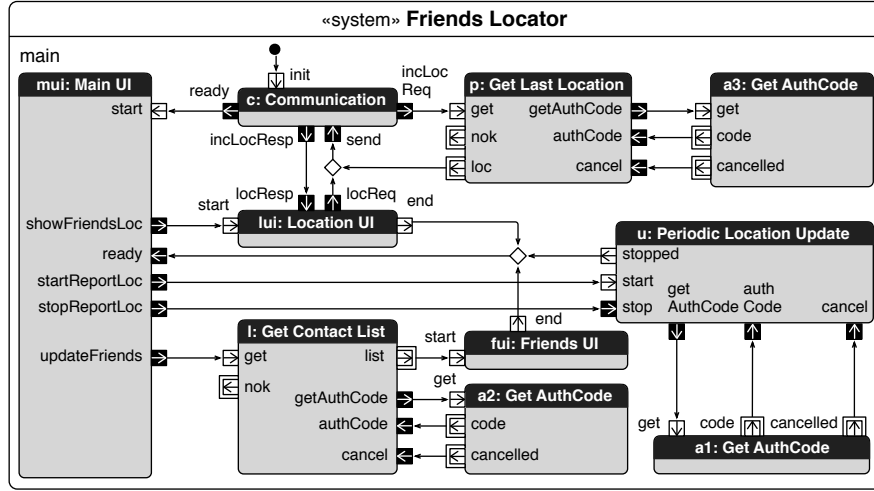 «system» Friends Locator
main
mui: Main UI
start
showFriendsLoc
ready
startReportLoc
stopReportLoc
updateFriends
init
ready
c: Communication
incLoc
Req
incLocResp
send
p: Get Last Location
get
getAuthCode
nok
authCode
loc
cancel
a3: Get AuthCode
get
code
cancelled
locResp
locReq
start
end
lui: Location UI
u: Periodic Location Update
stopped
start
get
auth
stop
AuthCode
Code
cancel
l: Get Contact List
get
list
nok
getAuthCode
authCode
cancel
start
end
fui: Friends UI
get
a2: Get AuthCode
code
cancelled
get
code
cancelled
a1: Get AuthCode